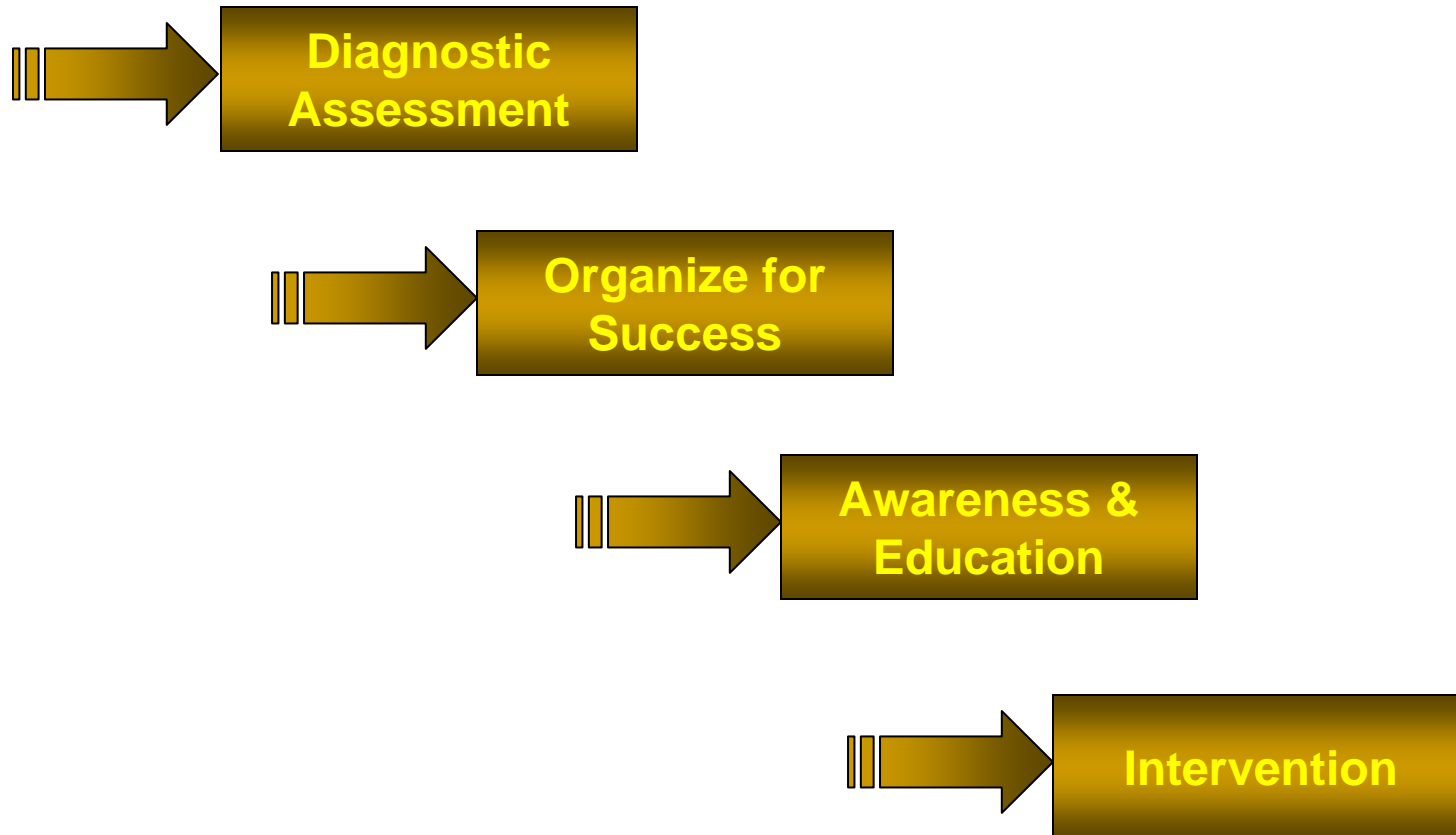 Diagnostic
Assessment
Organize for
Success
Awareness &
Education
Intervention